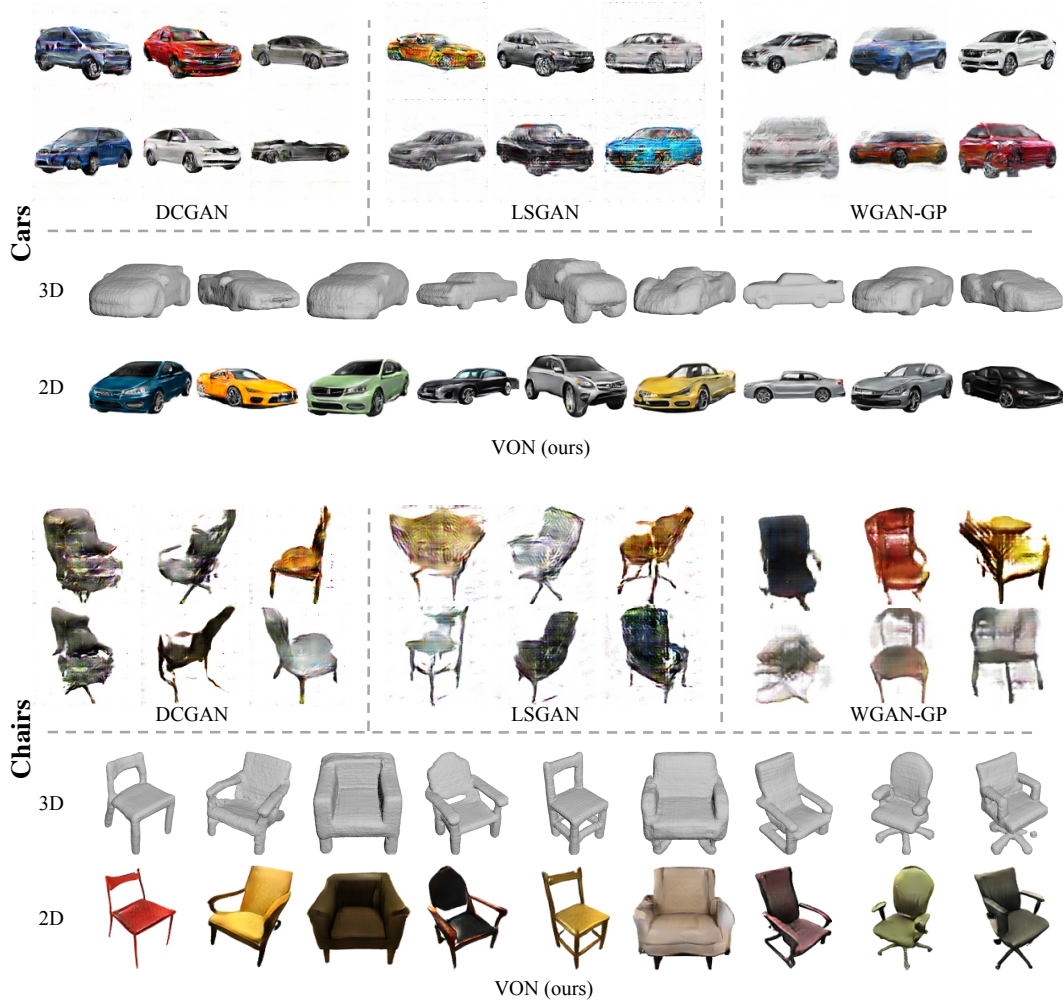 DCGAN
LSGAN
WGAN-GP
Cars
3D
2D
VON (ours)
DCGAN
LSGAN
WGAN-GP
Chairs
3D
2D
VON (ours)